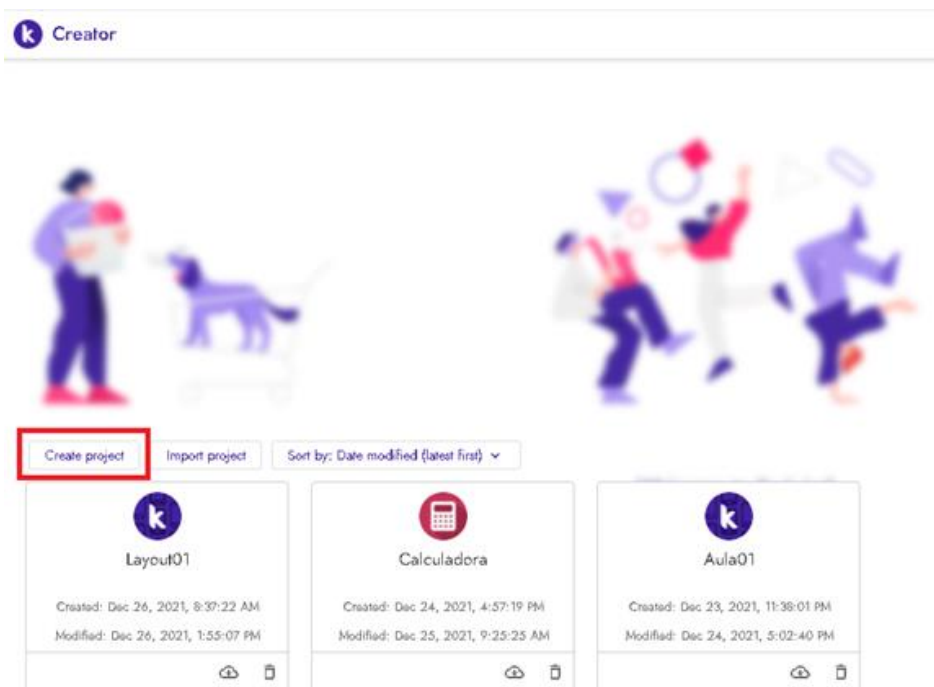 k Creator
Create project Import project Sort by: Date modified (latest first)
k k
Layout01 Calculadora Aula01
Created: Dec 26, 2021, 8:37:22 AM Created: Dec 24, 2021, 4:57:19 PM Created: Dec 23, 2021, 11:38:01 PM
Modified: Dec 26, 2021, 1:55:07 PM Modified: Dec 25, 2021, 9:25:25 AM Modified: Dec 24, 2021, 5:02:40 PM